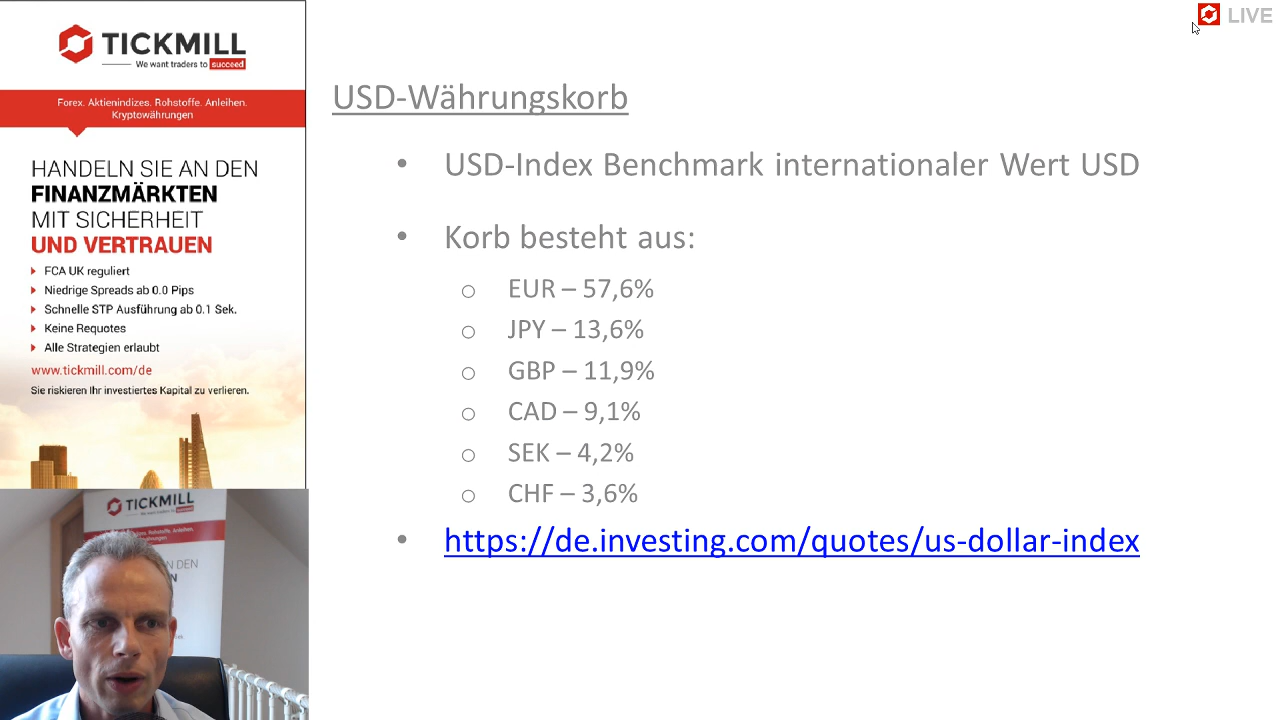 TICKMILL
We want traders to succeed
Forex. Aktienindizes. Rohstoffe. Anleihen.
Kryptowährungen
HANDELN SIE AN DEN
FINANZMÄRKTEN
MIT SICHERHEIT
UND VERTRAUEN
FCA UK reguliert
Niedrige Spreads ab 0.0 Pips
Schnelle STP Ausführung ab 0.1 Sek.
Keine Requotes
Alle Strategien erlaubt
www.tickmill.com/de
Sie riskieren Ihr investiertes Kapital zu verlieren.
TICKMILL
LIVE
USD-Währungskorb
• USD-Index Benchmark internationaler Wert USD
• Korb besteht aus:
o EUR – 57,6%
o JPY – 13,6%
o GBP – 11,9%
o CAD – 9,1%
o SEK – 4,2%
o CHF – 3,6%
• https://de.investing.com/quotes/us-dollar-index